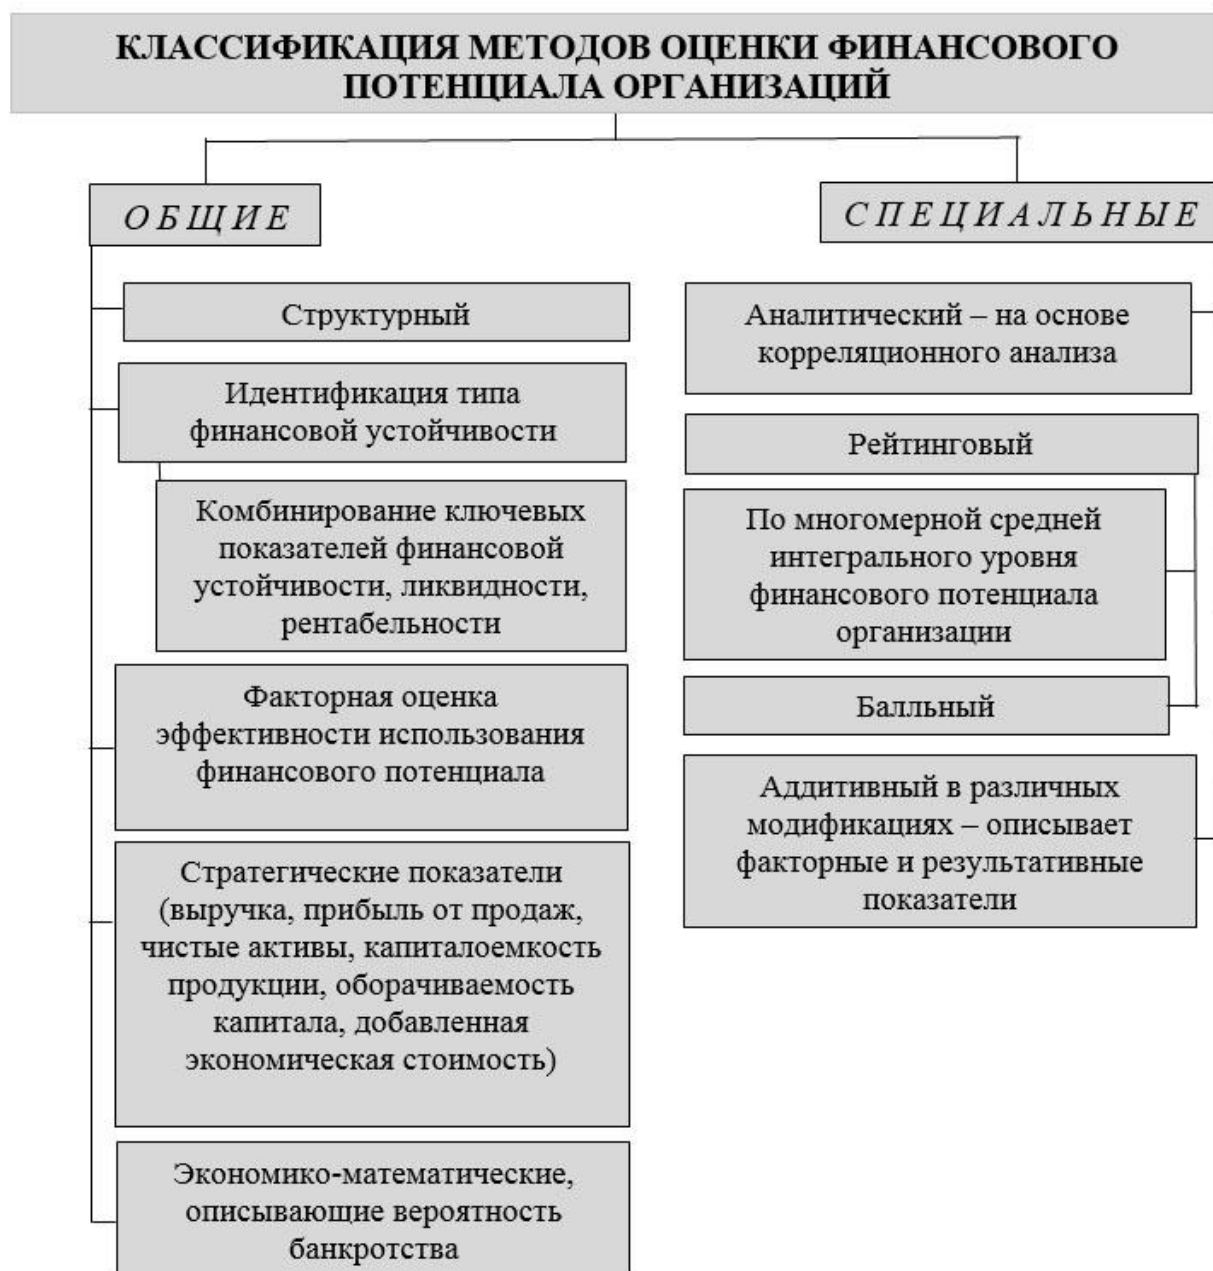 КЛАССИФИКАЦИЯ МЕТОДОВ ОЦЕНКИ ФИНАНСОВОГО
ПОТЕНЦИАЛА ОРГАНИЗАЦИЙ
ОБЩИЕ
Структурный
Идентификация типа
финансовой устойчивости
Комбинирование ключевых
показателей финансовой
устойчивости, ликвидности,
рентабельности
Факторная оценка
эффективности использования
финансового потенциала
Стратегические показатели
(выручка, прибыль от продаж,
чистые активы, капиталоемкость
продукции, оборачиваемость
капитала, добавленная
экономическая стоимость)
Экономико-математические,
описывающие вероятность
банкротства
СПЕЦИАЛЬНЫЕ
Аналитический – на основе
корреляционного анализа
Рейтинговый
По многомерной средней
интегрального уровня
финансового потенциала
организации
Балльный
Аддитивный в различных
модификациях – описывает
факторные и результативные
показатели